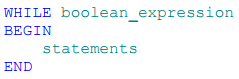 WHILE boolean_expression
BEGIN
    statements
END